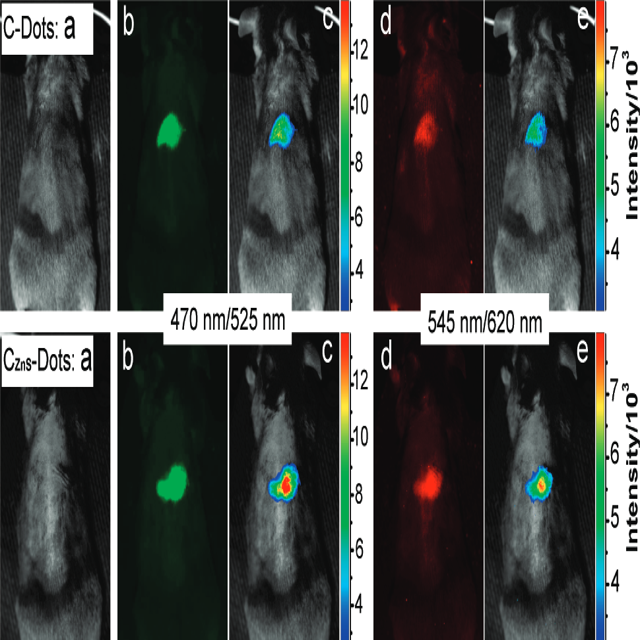 C-Dots: a
b
c
d
e
12
10
8
6
4
7
6
5
4
Intensity/10³
470 nm/525 nm
545 nm/620 nm
CZnS-Dots: a
b
c
d
e
12
10
8
6
4
7
6
5
4
Intensity/10³